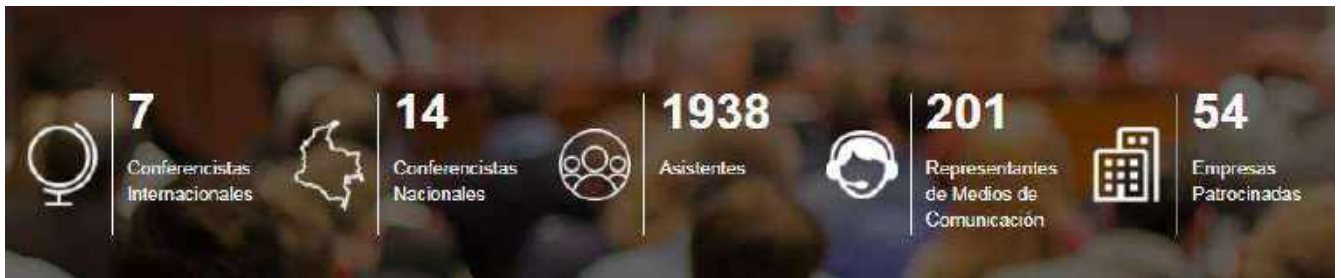 7
Conferencistas
Internacionales
14
Conferencistas
Nacionales
1938
Asistentes
201
Representantes
de Medios de
Comunicación
54
Empresas
Patrocinadas